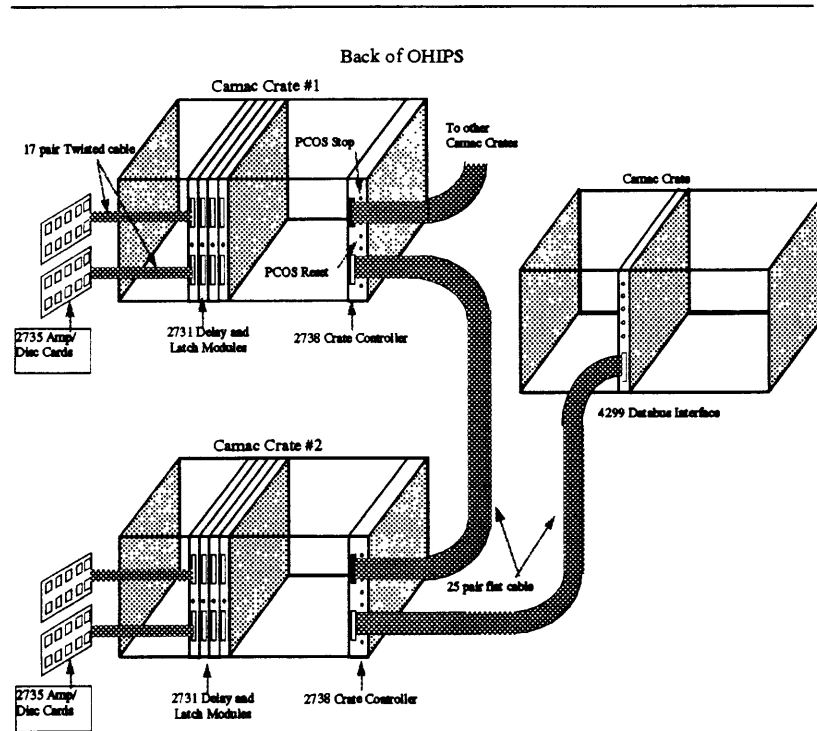 Back of OHIPS
Camac Crate #1
17 pair Twisted cable
PCOS Stop
To other
Camac Crates
Camac Crate
PCOS Reset
2735 Amp/
Disc Cards
2731 Delay and
Latch Modules
2738 Crate Controller
4299 Databus Interface
Camac Crate #2
25 pair flat cable
2735 Amp/
Disc Cards
2731 Delay and
Latch Modules
2738 Crate Controller